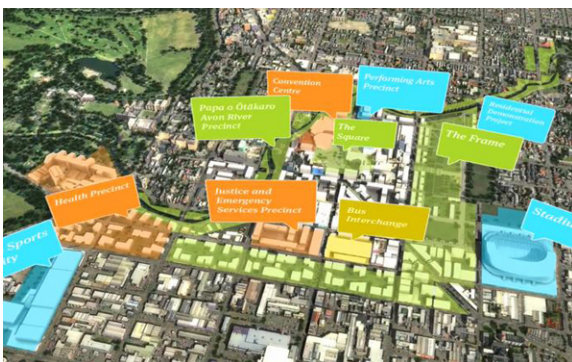 Convention
Centre
Performing Arts
Precinct
Papa o Ōtākaro
Avon River
Precinct
The
Square
Residential
Demonstration
Project
The Frame
Health Precinct
Justice and
Emergency
Services Precinct
Bus
Interchange
Stadiu
Sports
ity